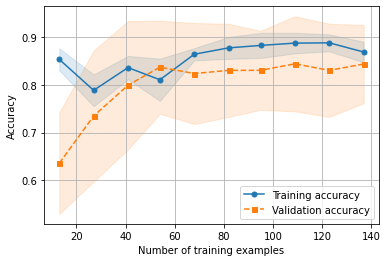 0.9
0.8
0.7
0.6
Accuracy
20 40 60 80 100 120 140
Number of training examples
Training accuracy
Validation accuracy